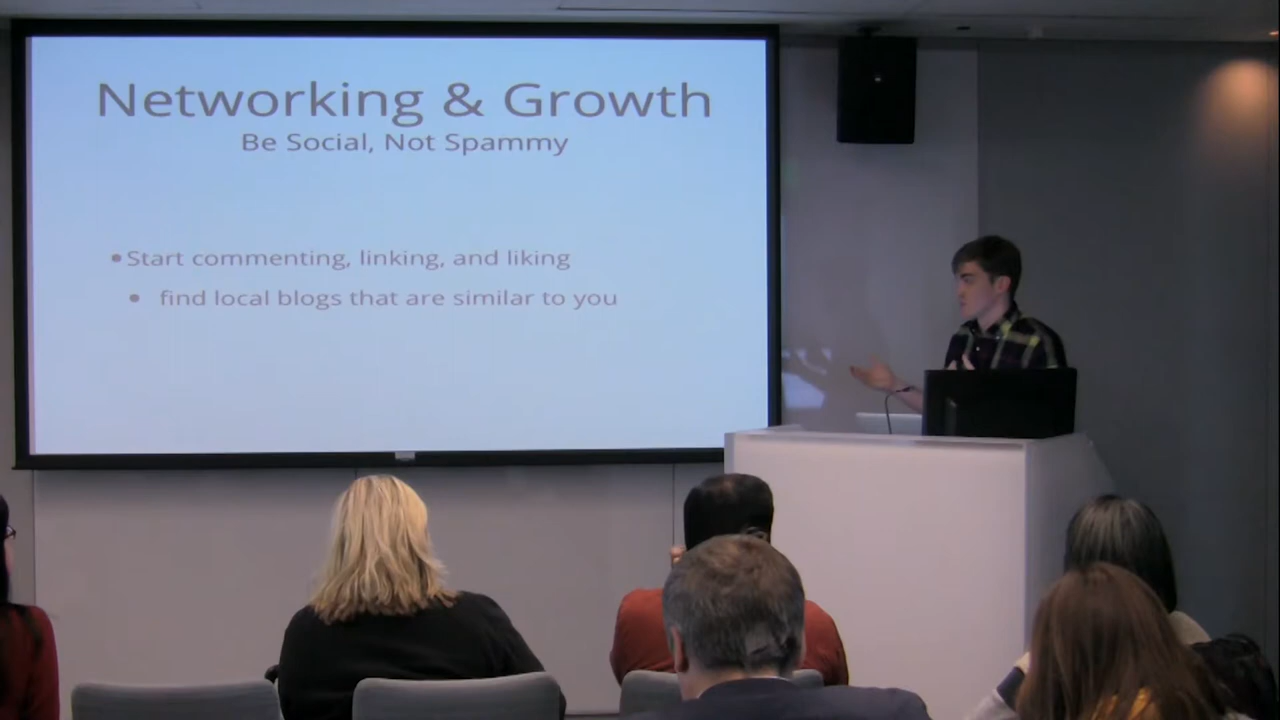 Networking & Growth
Be Social, Not Spammy
•Start commenting, linking, and liking
• find local blogs that are similar to you